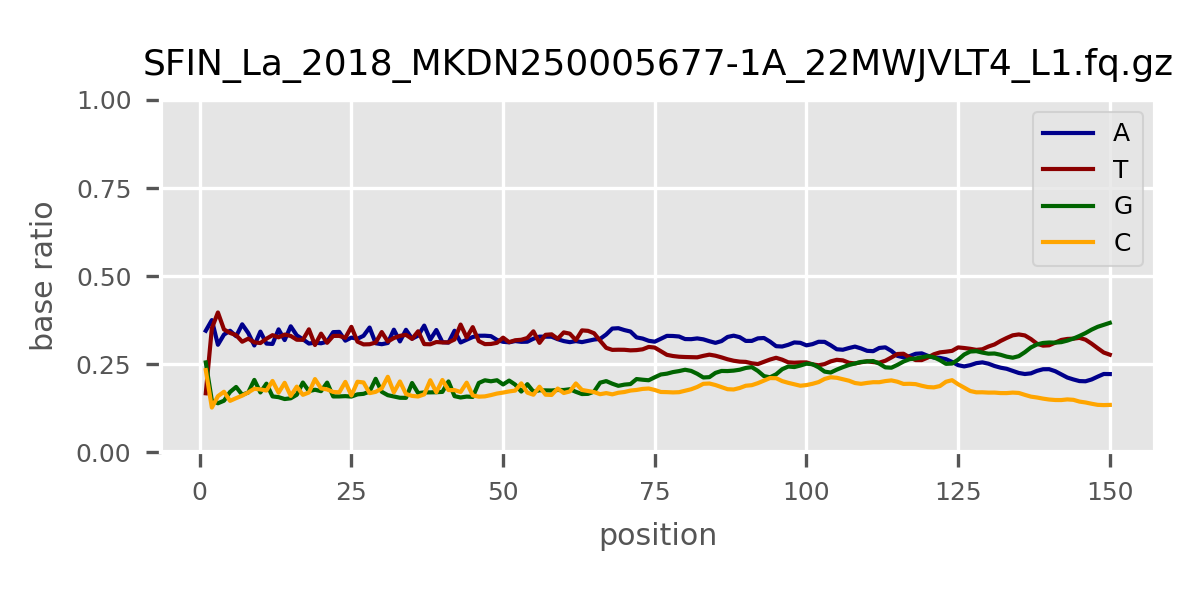 SFIN_La_2018_MKDN250005677-1A_22MWJVLT4_L1.fq.gz
1.00
0.75
0.50
0.25
0.00
base ratio
A
T
G
C
0 25 50 75 100 125 150
position